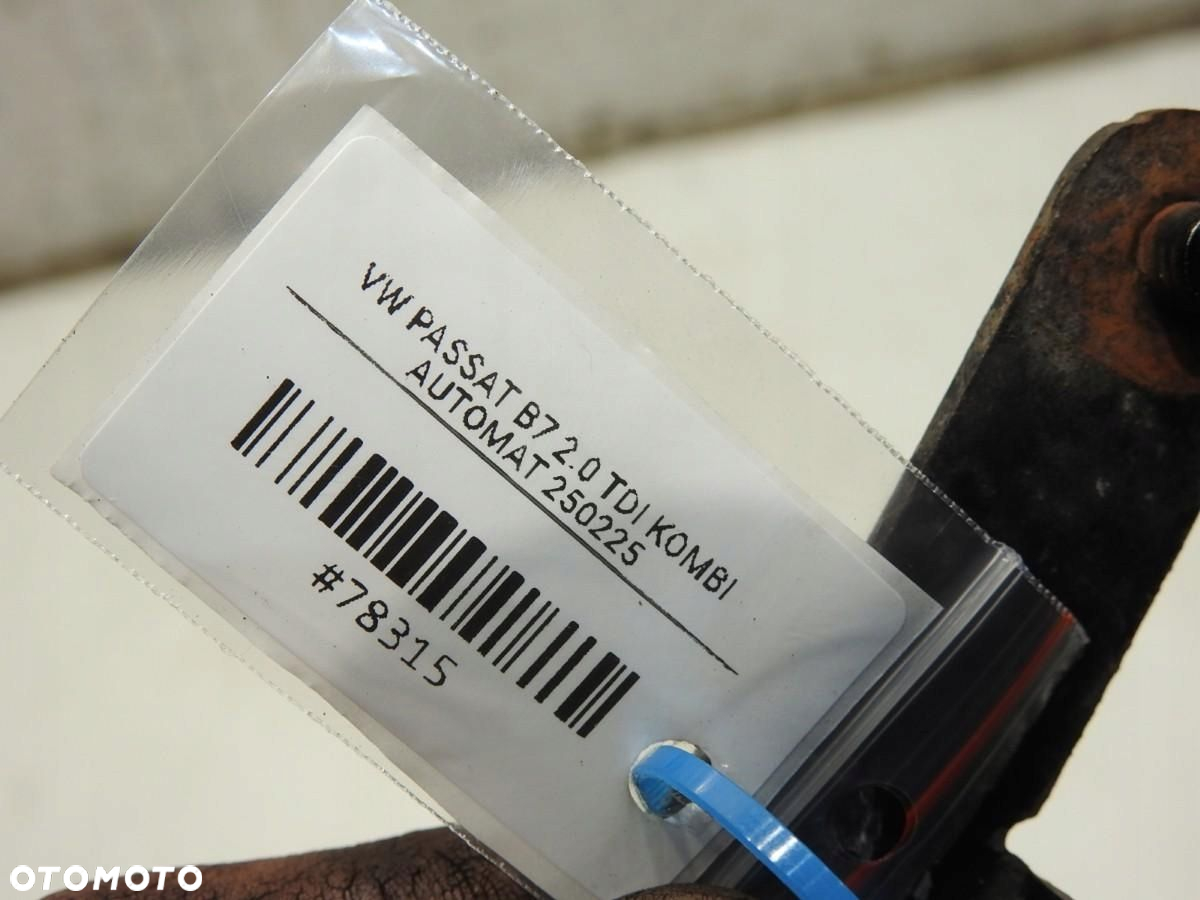 VW PASSAT B7 2.0 TDI KOMBI
AUTOMAT 250225
#78315
OTOMOTO